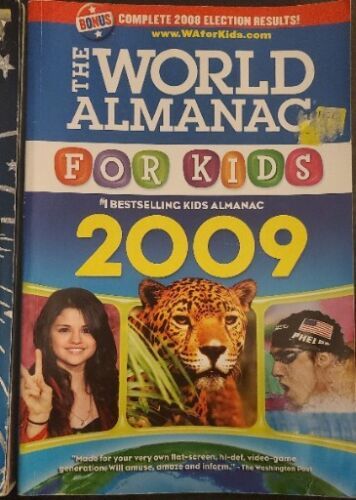 BONUS COMPLETE 2008 ELECTION RESULTS!
www.WAforKids.com
THE WORLD
ALMANAC
FOR KIDS
#1 BESTSELLING KIDS ALMANAC
2009
PHELPS
"Made for your very own flat-screen, hi-def, video-game
generation: Will amuse, amaze and inform." - The Washington Post